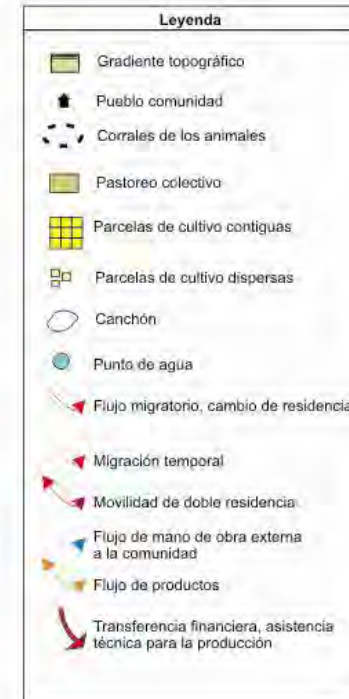 Leyenda
Gradiente topográfico
Pueblo comunidad
Corrales de los animales
Pastoreo colectivo
Parcelas de cultivo contiguas
Parcelas de cultivo dispersas
Canchón
Punto de agua
Flujo migratorio, cambio de residencia
Migración temporal
Movilidad de doble residencia
Flujo de mano de obra externa
a la comunidad
Flujo de productos
Transferencia financiera, asistencia
técnica para la producción